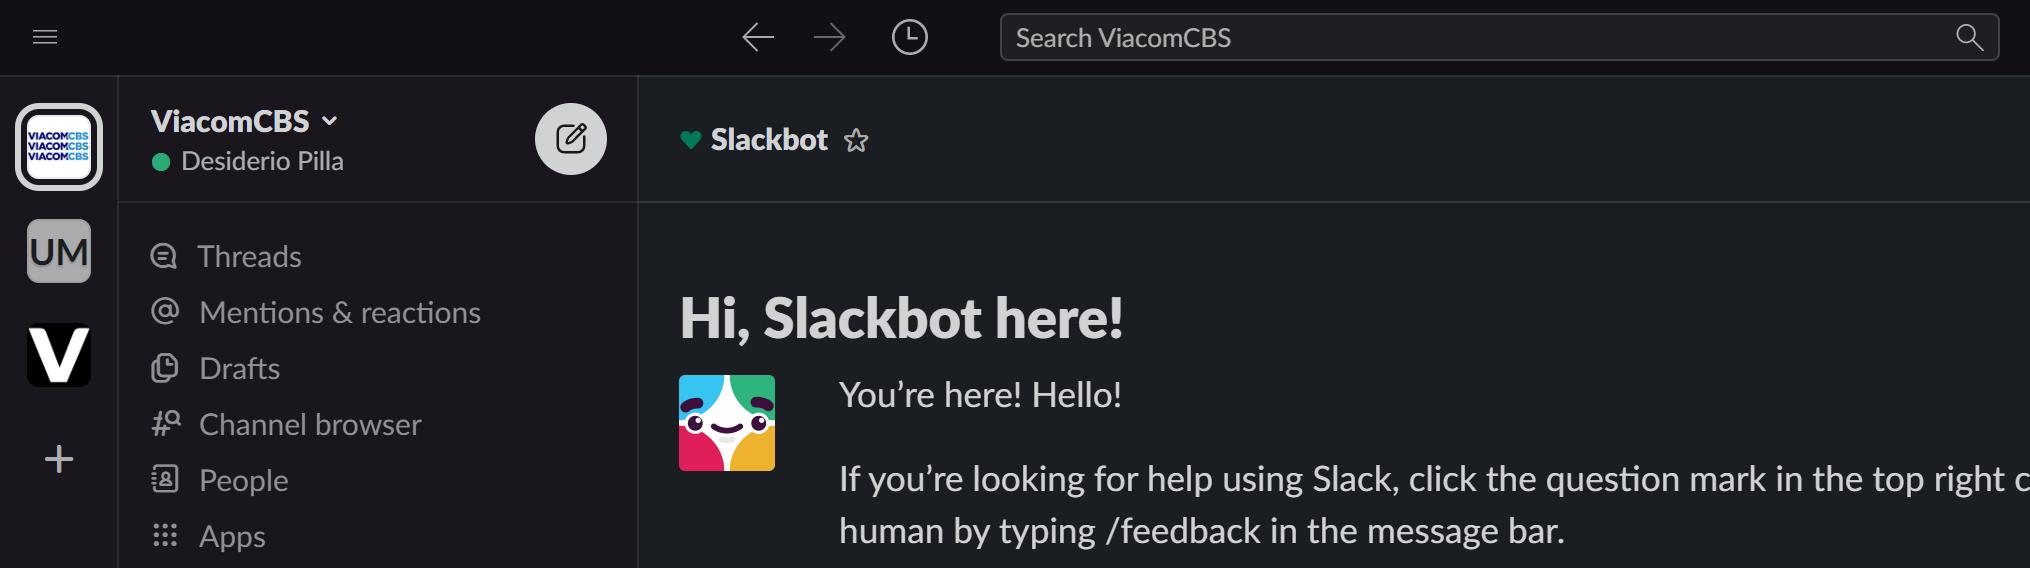 Search ViacomCBS
VIACOMCBS
VIACOMCBS
VIACOMCBS
ViacomCBS
Desiderio Pilla
Slackbot
UM
V
Threads
Mentions & reactions
Drafts
Channel browser
People
Apps
Hi, Slackbot here!
You’re here! Hello!
If you’re looking for help using Slack, click the question mark in the top right c
human by typing /feedback in the message bar.